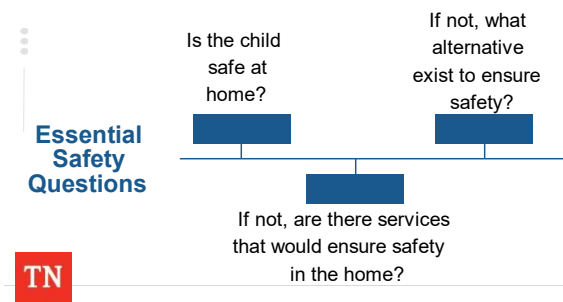 Essential
Safety
Questions
Is the child
safe at
home?
If not, are there services
that would ensure safety
in the home?
If not, what
alternative
exist to ensure
safety?
TN